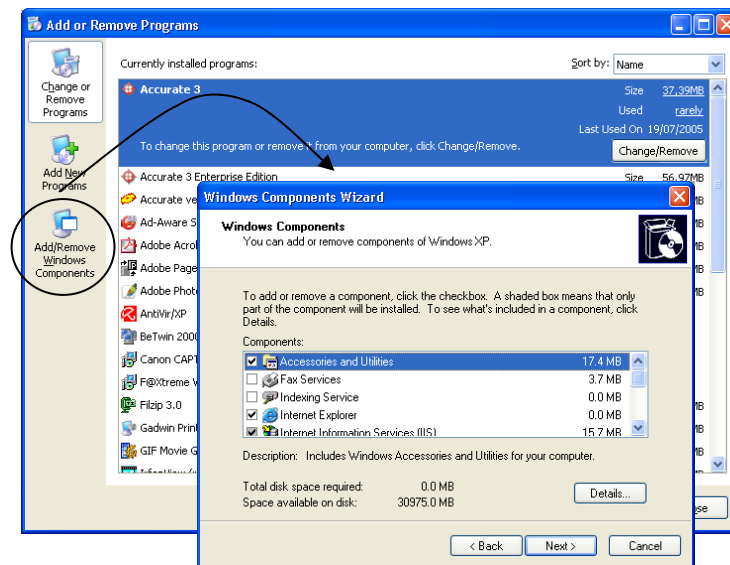 Add or Remove Programs
Change or
Remove
Programs
Add New
Programs
Add/Remove
Windows
Components
Currently installed programs:
Sort by: Name
Accurate 3
Size 37,39MB
Used rarely
Last Used On 19/07/2005
To change this program or remove it from your computer, click Change/Remove.
Change/Remove
Accurate 3 Enterprise Edition Size 56,97MB
Accurate ve
Ad-Aware S
Adobe Acrol
Adobe Page
Adobe Phot
AntiVir/XP
BeTwin 2000
Canon CAPT
F@Xtreme V
Filzip 3.0
Gadwin Prin
GIF Movie G
Windows Components Wizard
Windows Components
You can add or remove components of Windows XP.
To add or remove a component, click the checkbox. A shaded box means that only
part of the component will be installed. To see what's included in a component, click
Details.
Components:
Accessories and Utilities 17.4 MB
Fax Services 3.7 MB
Indexing Service 0.0 MB
Internet Explorer 0.0 MB
Internet Information Services (IIS) 15.7 MB
Description: Includes Windows Accessories and Utilities for your computer.
Total disk space required: 0.0 MB
Space available on disk: 30975.0 MB
Details...
< Back
Next >
Cancel